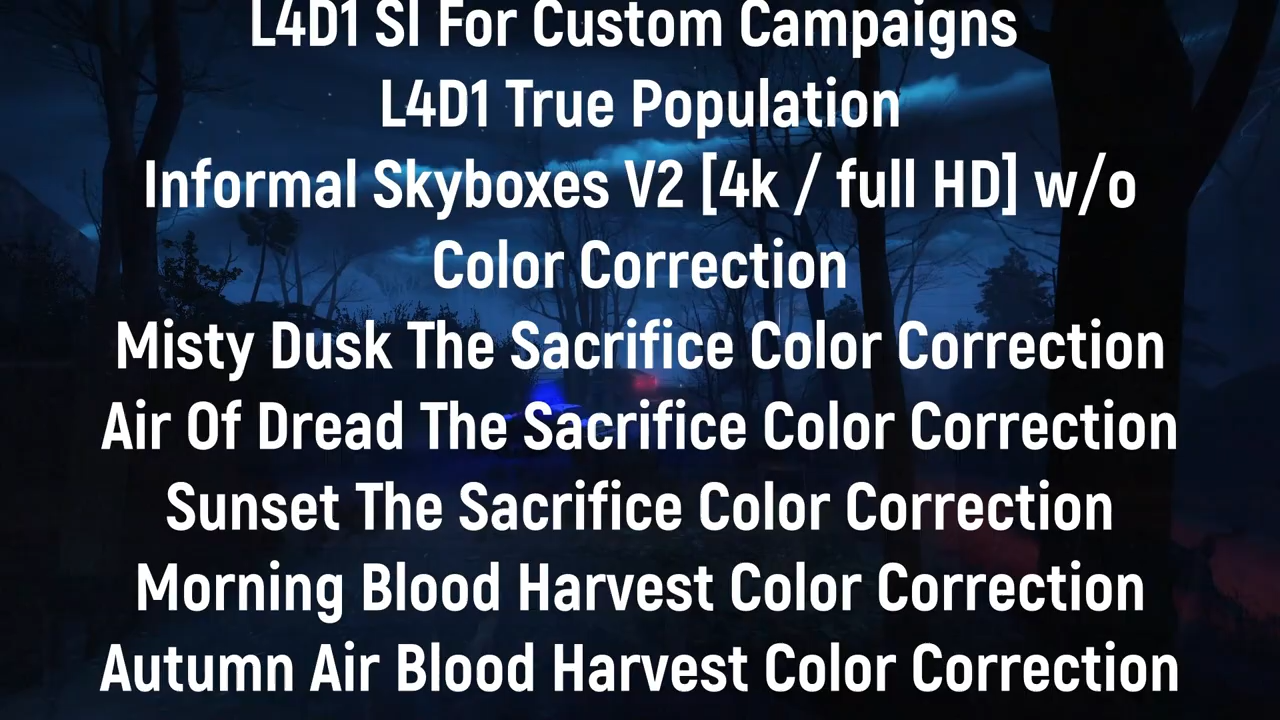 L4D1 SI For Custom Campaigns
L4D1 True Population
Informal Skyboxes V2 [4k / full HD] w/o
Color Correction
Misty Dusk The Sacrifice Color Correction
Air Of Dread The Sacrifice Color Correction
Sunset The Sacrifice Color Correction
Morning Blood Harvest Color Correction
Autumn Air Blood Harvest Color Correction